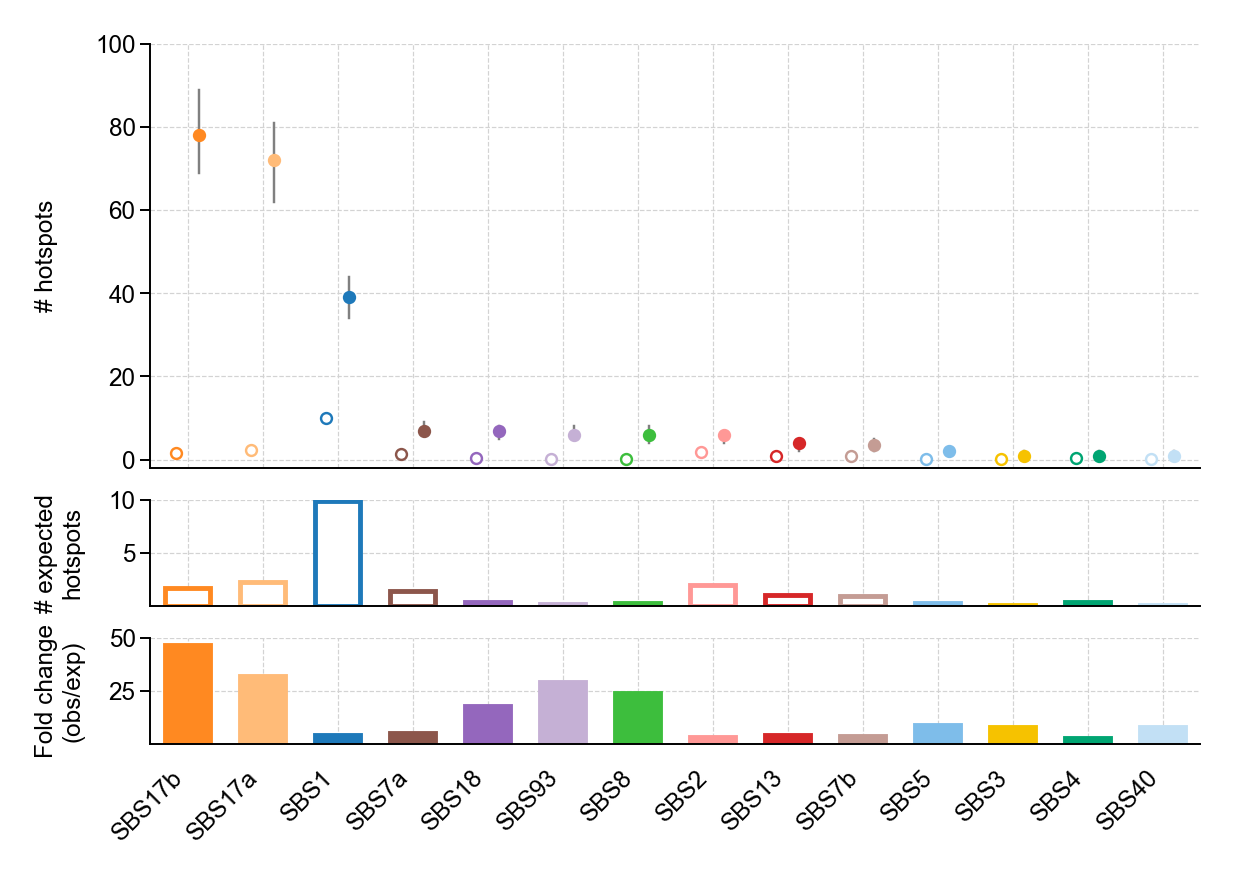 100
80
60
40
20
0
# hotspots
10
5
# expected
hotspots
50
25
Fold change
(obs/exp)
SBS17b
SBS17a
SBS1
SBS7a
SBS18
SBS93
SBS8
SBS2
SBS13
SBS7b
SBS5
SBS3
SBS4
SBS40